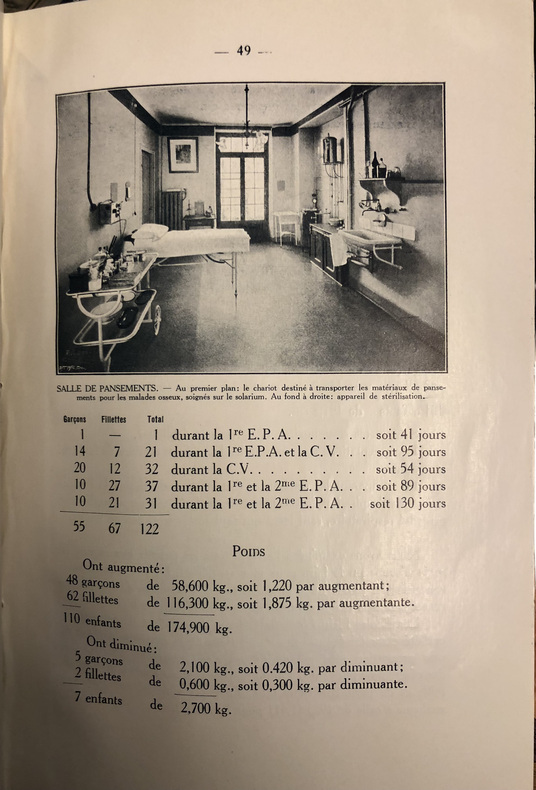 — 49 —
SALLE DE PANSEMENTS. — Au premier plan: le chariot destiné à transporter les matériaux de panse-
ments pour les malades osseux, soignés sur le solarium. Au fond à droite: appareil de stérilisation.
Garçons Fillettes Total
1 — 1 durant la 1re E. P. A. . . . . . . soit 41 jours
14 7 21 durant la 1re E.P.A. et la C. V. . . . soit 95 jours
20 12 32 durant la C.V. . . . . . . . . . soit 54 jours
10 27 37 durant la 1re et la 2me E. P. A. . . soit 89 jours
10 21 31 durant la 1re et la 2me E. P. A. . . soit 130 jours
55 67 122
POIDS
Ont augmenté:
48 garçons de 58,600 kg., soit 1,220 par augmentant;
62 fillettes de 116,300 kg., soit 1,875 kg. par augmentante.
110 enfants de 174,900 kg.
Ont diminué:
5 garçons de 2,100 kg., soit 0.420 kg. par diminuant;
2 fillettes de 0,600 kg., soit 0,300 kg. par diminuante.
7 enfants de 2,700 kg.